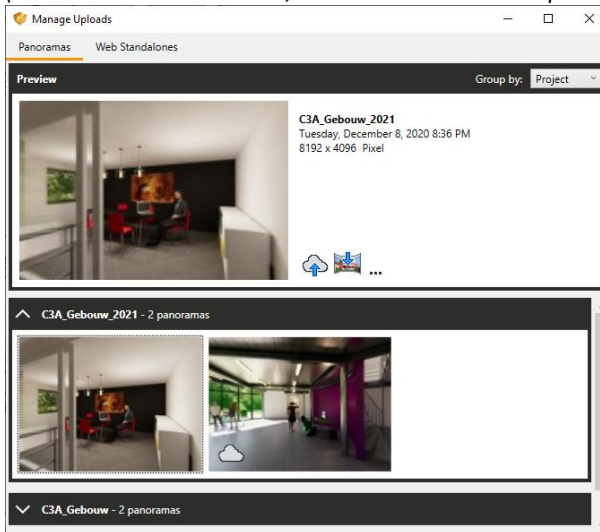 Manage Uploads
Panoramas Web Standalones
Preview Group by: Project
C3A_Gebouw_2021
Tuesday, December 8, 2020 8:36 PM
8192 x 4096 Pixel
...
C3A_Gebouw_2021 - 2 panoramas
C3A_Gebouw - 2 panoramas